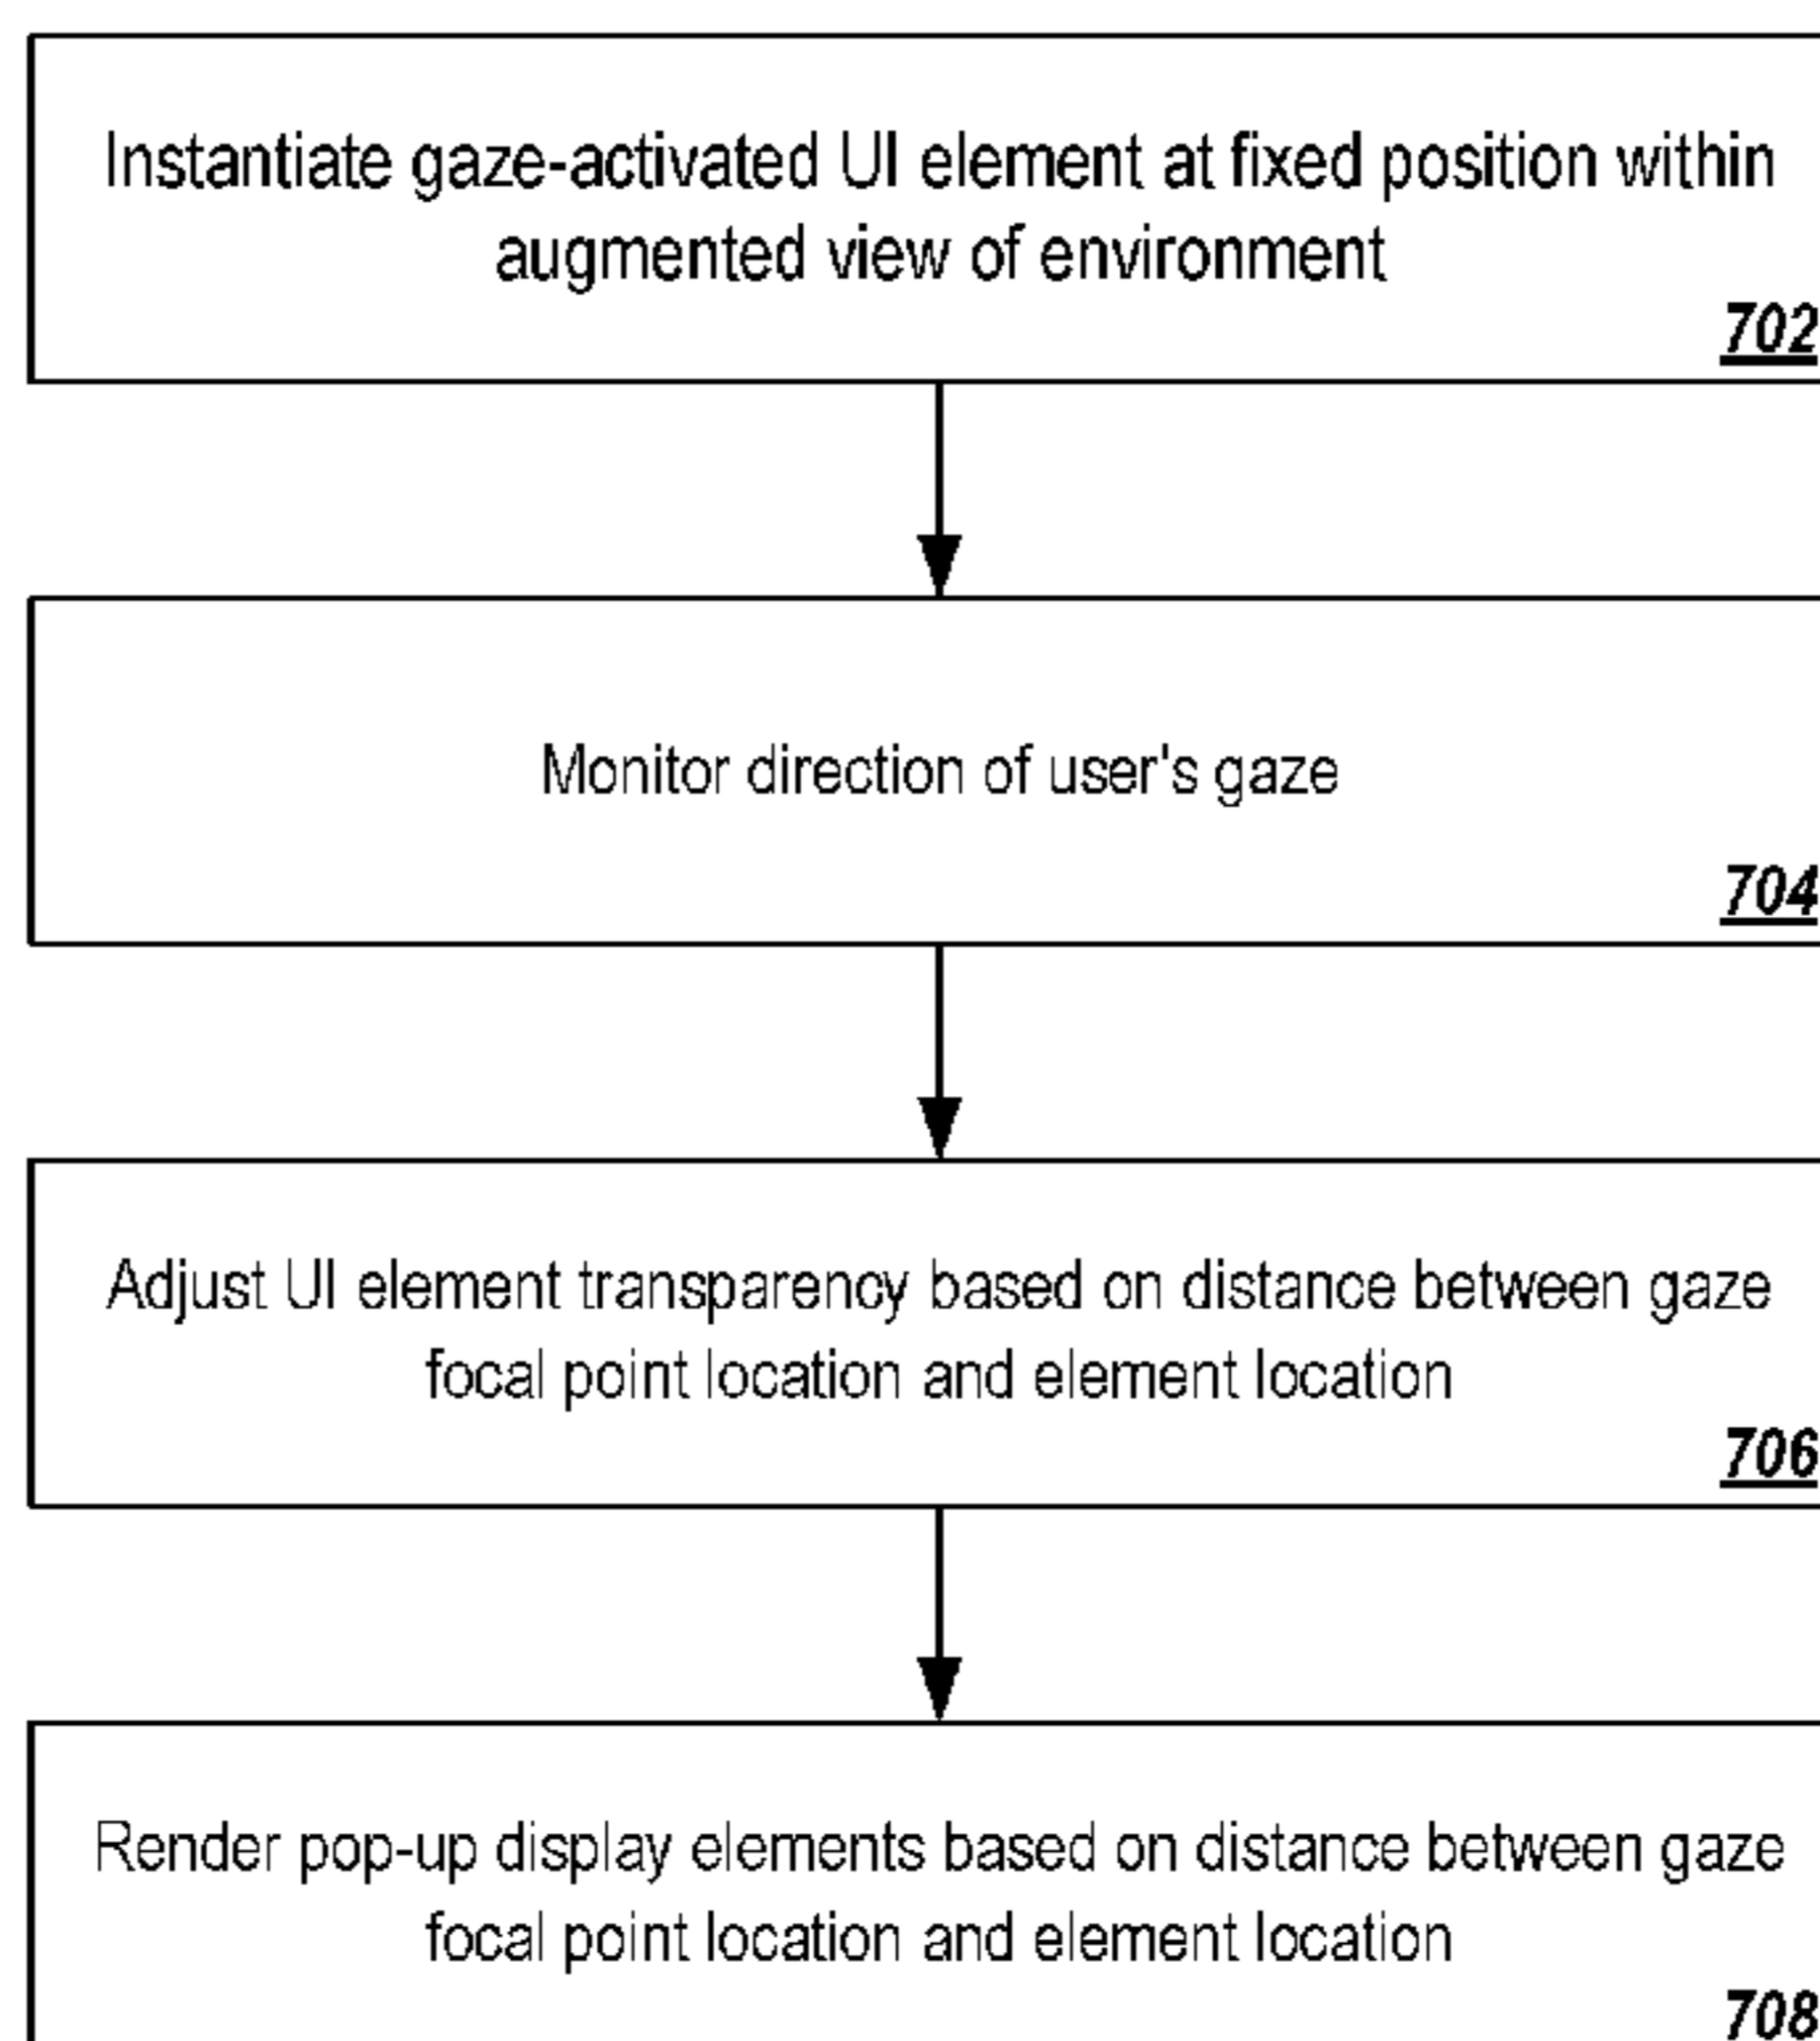 Instantiate gaze-activated UI element at fixed position within
augmented view of environment
702
Monitor direction of user's gaze
704
Adjust UI element transparency based on distance between gaze
focal point location and element location
706
Render pop-up display elements based on distance between gaze
focal point location and element location
708